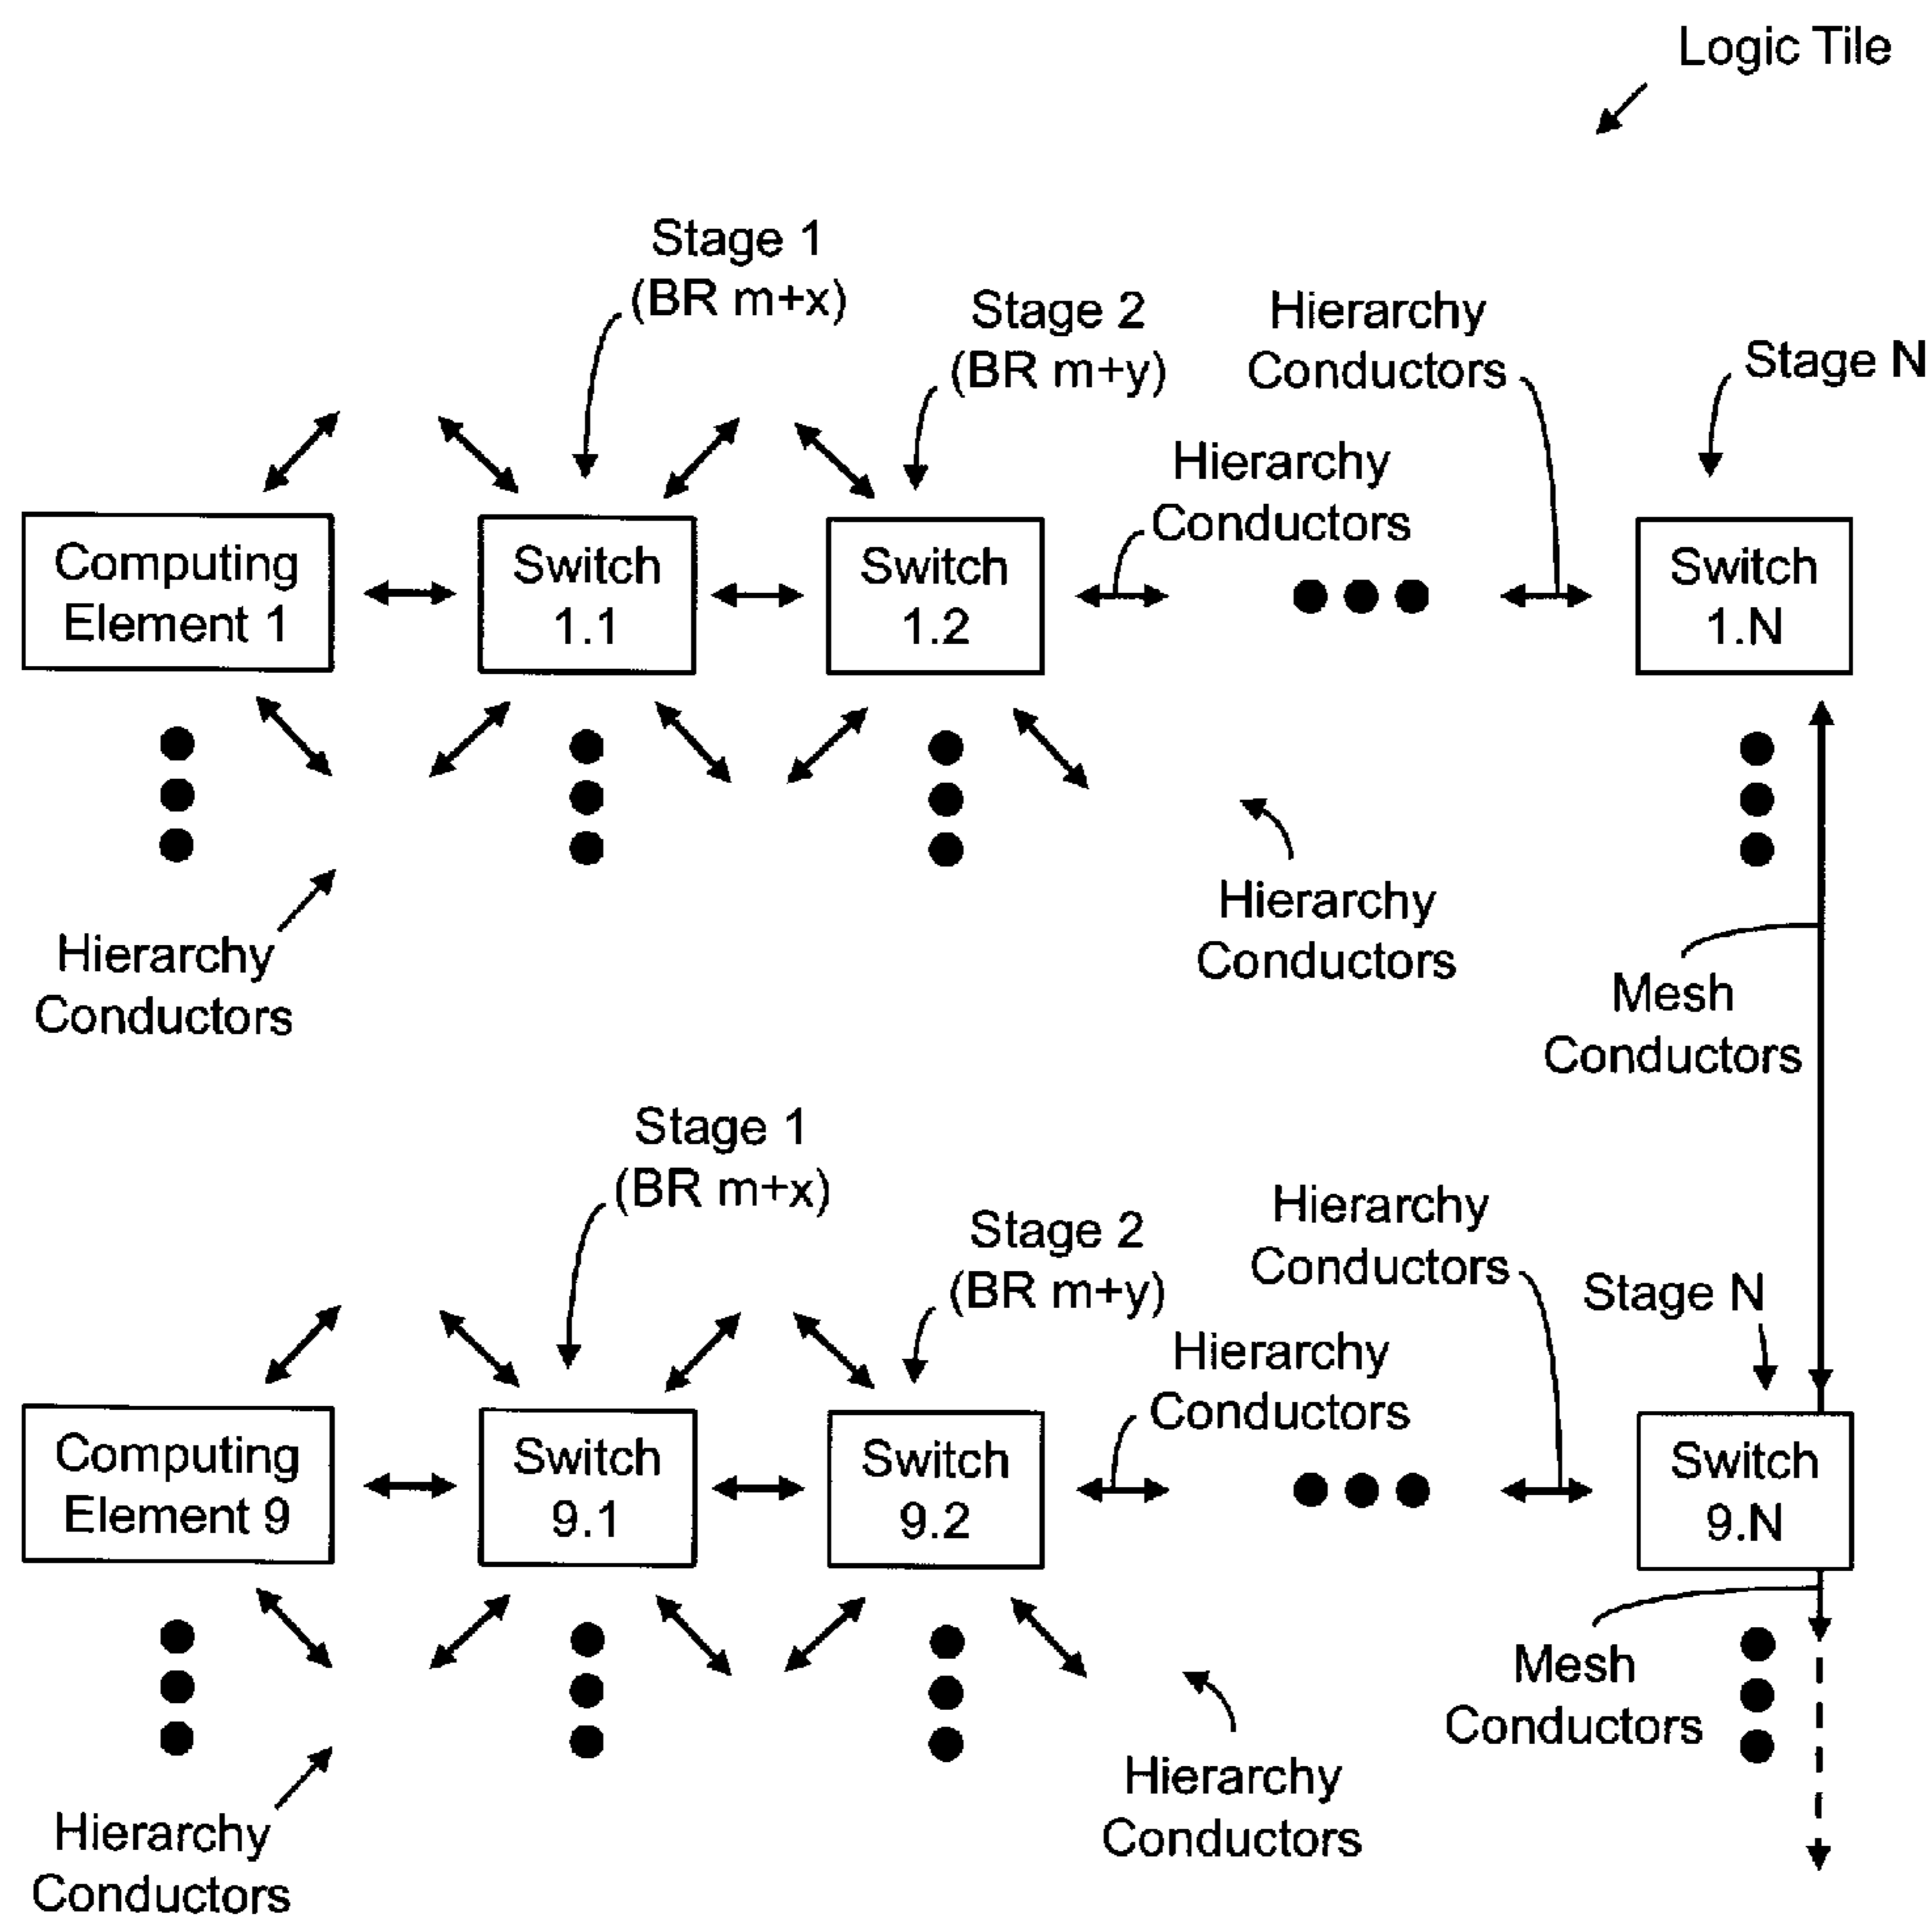 Logic Tile
Stage 1
(BR m+x)
Stage 2
(BR m+y)
Hierarchy
Conductors
Stage N
Hierarchy
Conductors
Computing
Element 1
Switch
1.1
Switch
1.2
Switch
1.N
Hierarchy
Conductors
Hierarchy
Conductors
Mesh
Conductors
Stage 1
(BR m+x)
Stage 2
(BR m+y)
Hierarchy
Conductors
Stage N
Hierarchy
Conductors
Computing
Element 9
Switch
9.1
Switch
9.2
Switch
9.N
Mesh
Conductors
Hierarchy
Conductors
Hierarchy
Conductors